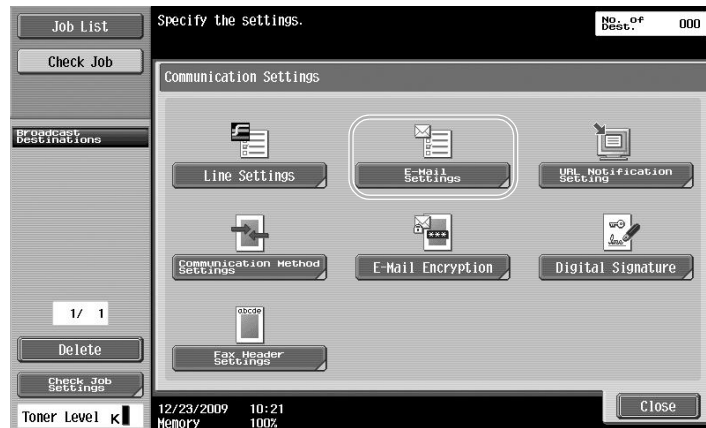 Job List
Check Job
Broadcast
Destinations
1/ 1
Delete
Check Job
Settings
Toner Level K
Specify the settings.
No. of
Dest. 000
Communication Settings
Line Settings
E-Mail
Settings
URL Notification
Setting
Communication Method
Settings
E-Mail Encryption
Digital Signature
abcde
Fax Header
Settings
Close
12/23/2009 10:21
Memory 100%